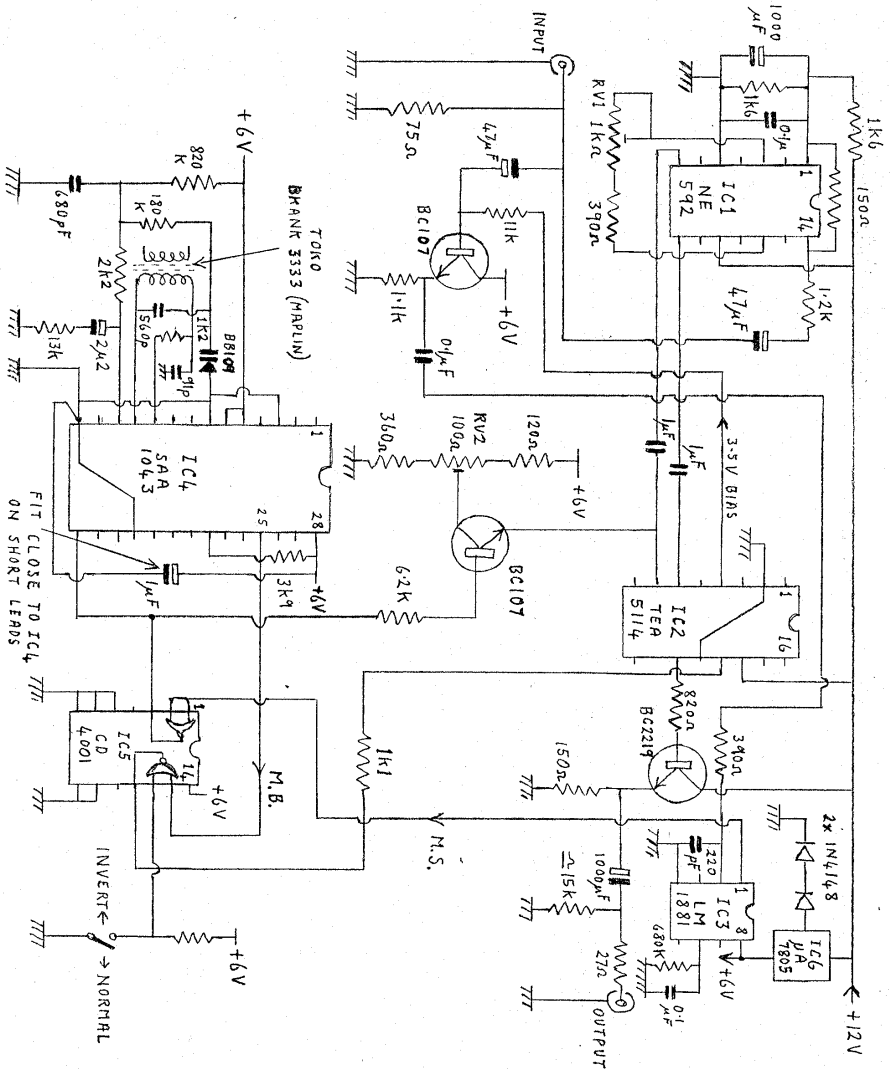 1000
µF
1k6
0.1µ
1k6
150Ω
1
IC1
NE
592
14
1.2k
47µF
RV1 1kΩ
390Ω
INPUT
75Ω
47µF
11k
BC107
+6V
1.1k
0.1µF
1µF
1µF
3.5V BIAS
1
IC2
TEA
5114
16
820Ω
BC2219
390Ω
150Ω
1000µF
≃15k
27Ω
OUTPUT
220
pF
1
IC3
LM
1881
8
680k
0.1
µF
+6V
2x 1N4148
IC6
µA
7805
+12V
+6V
820
k
180
k
680pF
2k2
TOKO
BKANK 3333 (MAPLIN)
560p
1k2
BB109
91p
2µ2
13k
1
IC4
SAA
1043
25
28
FIT CLOSE TO IC4
ON SHORT LEADS
1µF
3k9
+6V
360Ω
RV2
100Ω
120Ω
+6V
BC107
6.2k
1
IC5
CD
4001
14
+6V
M.B.
1k1
M.S.
INVERT ← → NORMAL
+6V